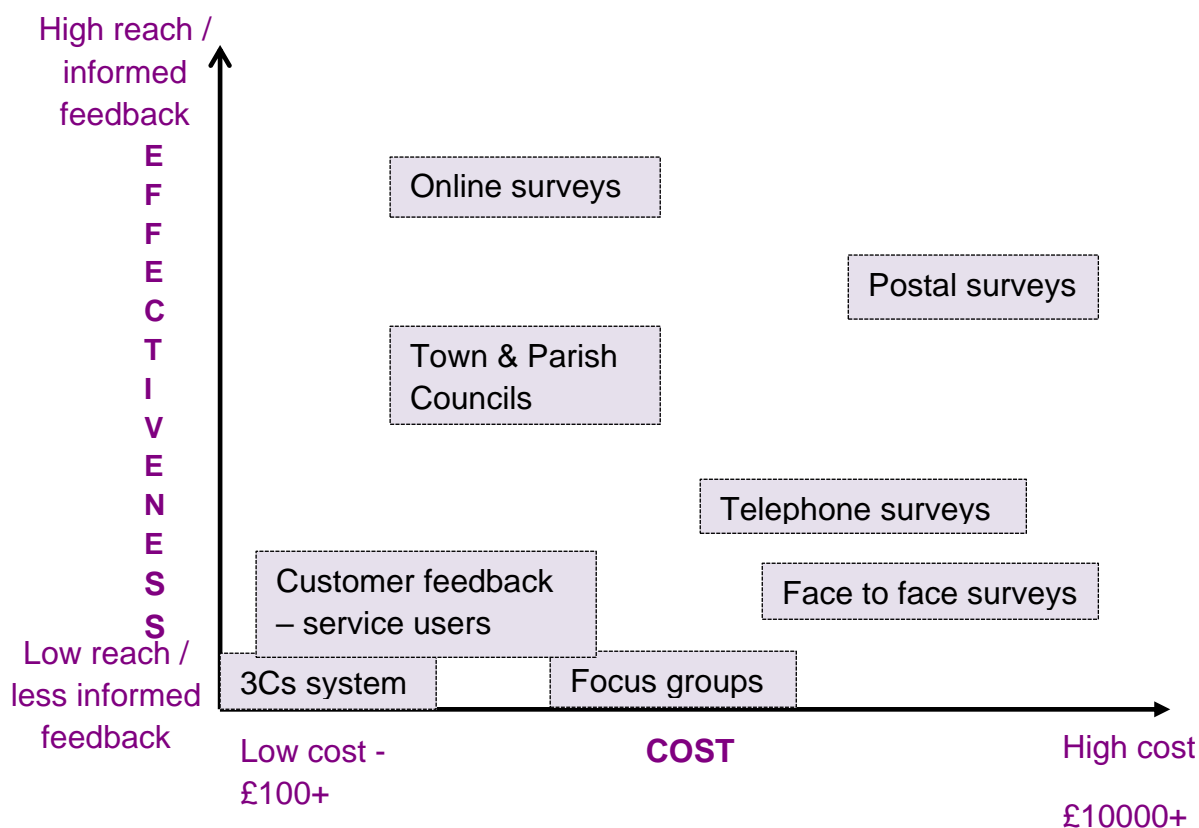 High reach /
informed
feedback
E
F
F
E
C
T
I
V
E
N
E
S
S
Low reach /
less informed
feedback
Online surveys
Postal surveys
Town & Parish
Councils
Telephone surveys
Customer feedback
– service users
Face to face surveys
3Cs system
Focus groups
Low cost -
£100+
COST
High cost
£10000+